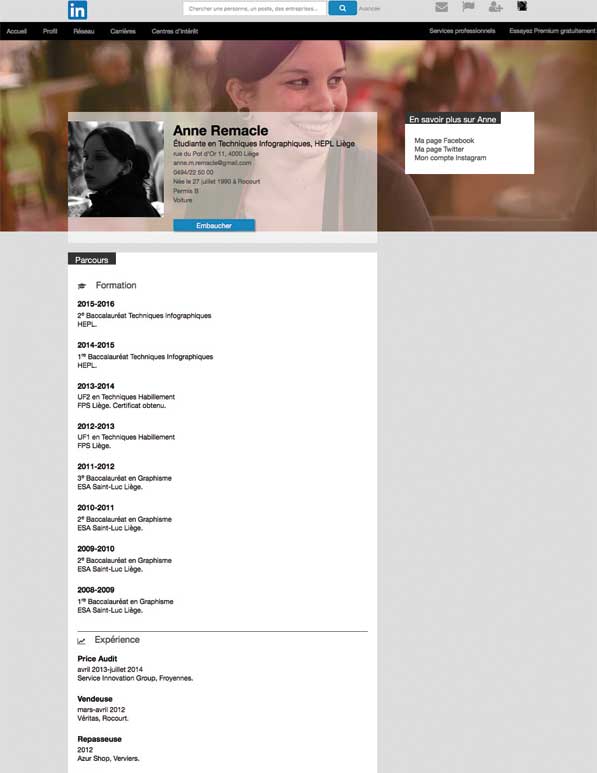 in
Chercher une personne, un poste, des entreprises...
Avancée
Accueil
Profil
Réseau
Carrières
Centres d'intérêt
Services professionnels
Essayez Premium gratuitement
Anne Remacle
Étudiante en Techniques Infographiques, HEPL Liège
rue du Pot d'Or 11, 4000 Liège
anne.m.remacle@gmail.com
0494/22 50 00
Née le 27 juillet 1990 à Rocourt
Permis B
Voiture
Embaucher
En savoir plus sur Anne
Ma page Facebook
Ma page Twitter
Mon compte Instagram
Parcours
Formation
2015-2016
2e Baccalauréat Techniques Infographiques
HEPL.
2014-2015
1re Baccalauréat Techniques Infographiques
HEPL.
2013-2014
UF2 en Techniques Habillement
FPS Liège. Certificat obtenu.
2012-2013
UF1 en Techniques Habillement
FPS Liège.
2011-2012
3e Baccalauréat en Graphisme
ESA Saint-Luc Liège.
2010-2011
2e Baccalauréat en Graphisme
ESA Saint-Luc Liège.
2009-2010
2e Baccalauréat en Graphisme
ESA Saint-Luc Liège.
2008-2009
1re Baccalauréat en Graphisme
ESA Saint-Luc Liège.
Expérience
Price Audit
avril 2013-juillet 2014
Service Innovation Group, Froyennes.
Vendeuse
mars-avril 2012
Véritas, Rocourt.
Repasseuse
2012
Azur Shop, Verviers.